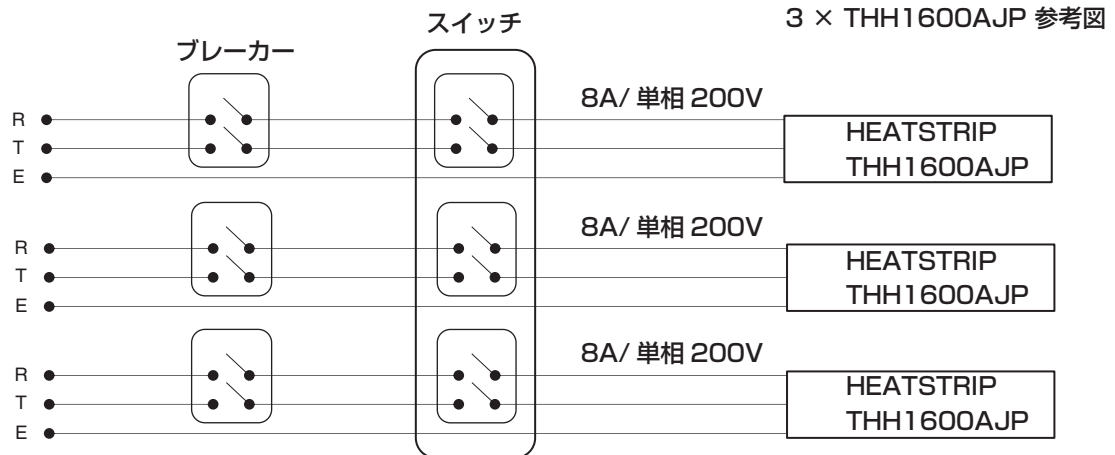 3 × THH1600AJP 参考図
スイッチ
ブレーカー
8A/ 単相 200V
R
T
E
HEATSTRIP
THH1600AJP
8A/ 単相 200V
R
T
E
HEATSTRIP
THH1600AJP
8A/ 単相 200V
R
T
E
HEATSTRIP
THH1600AJP